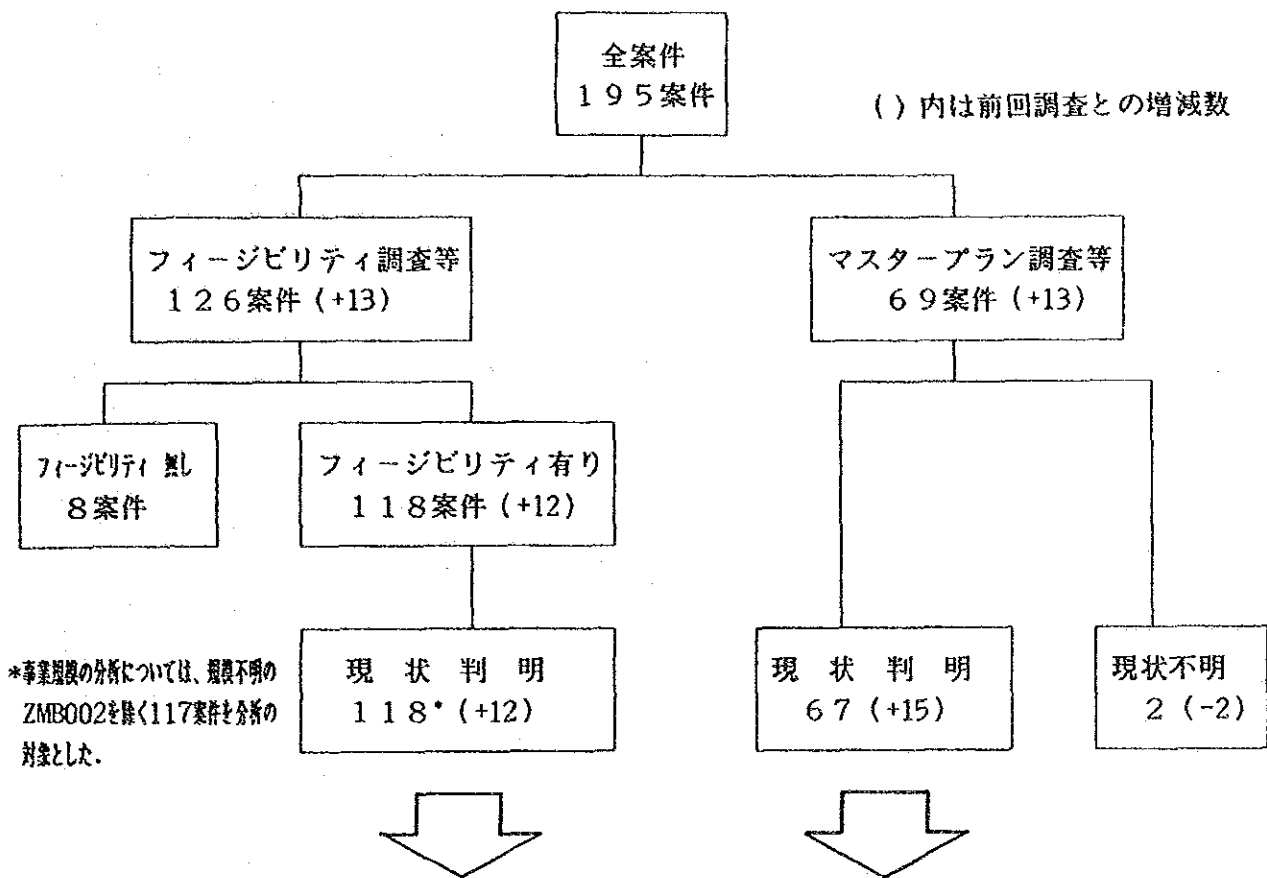 全案件
195案件
( ) 内は前回調査との増減数
フィージビリティ調査等
126案件 (+13)
マスタープラン調査等
69案件 (+13)
フィージビリティ 無し
8案件
フィージビリティ有り
118案件 (+12)
*事業規模の分析については、規模不明の
ZMB002を除く117案件を分析の
対象とした.
現 状 判 明
118* (+12)
現 状 判 明
67 (+15)
現状不明
2 (-2)